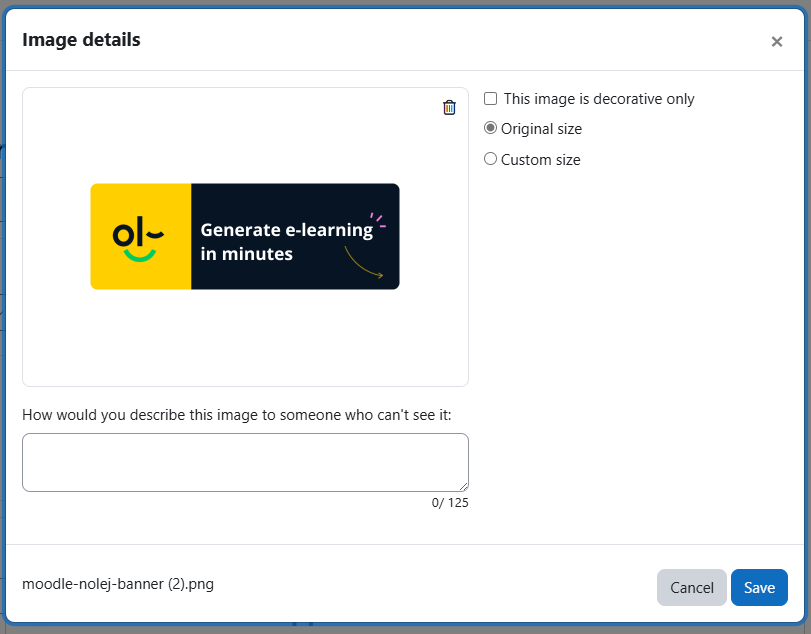 Image details
This image is decorative only
Original size
Custom size
Generate e-learning
in minutes
How would you describe this image to someone who can't see it:
0/ 125
moodle-nolej-banner (2).png
Cancel
Save